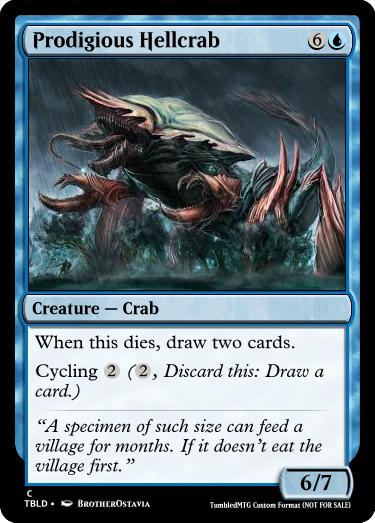 Prodigious Hellcrab 6
Creature — Crab
When this dies, draw two cards.
Cycling 2 (2, Discard this: Draw a
card.)
"A specimen of such size can feed a
village for months. If it doesn't eat the
village first."
6/7
C
TBLD • BrotherOstavia
TumbledMTG Custom Format (NOT FOR SALE)